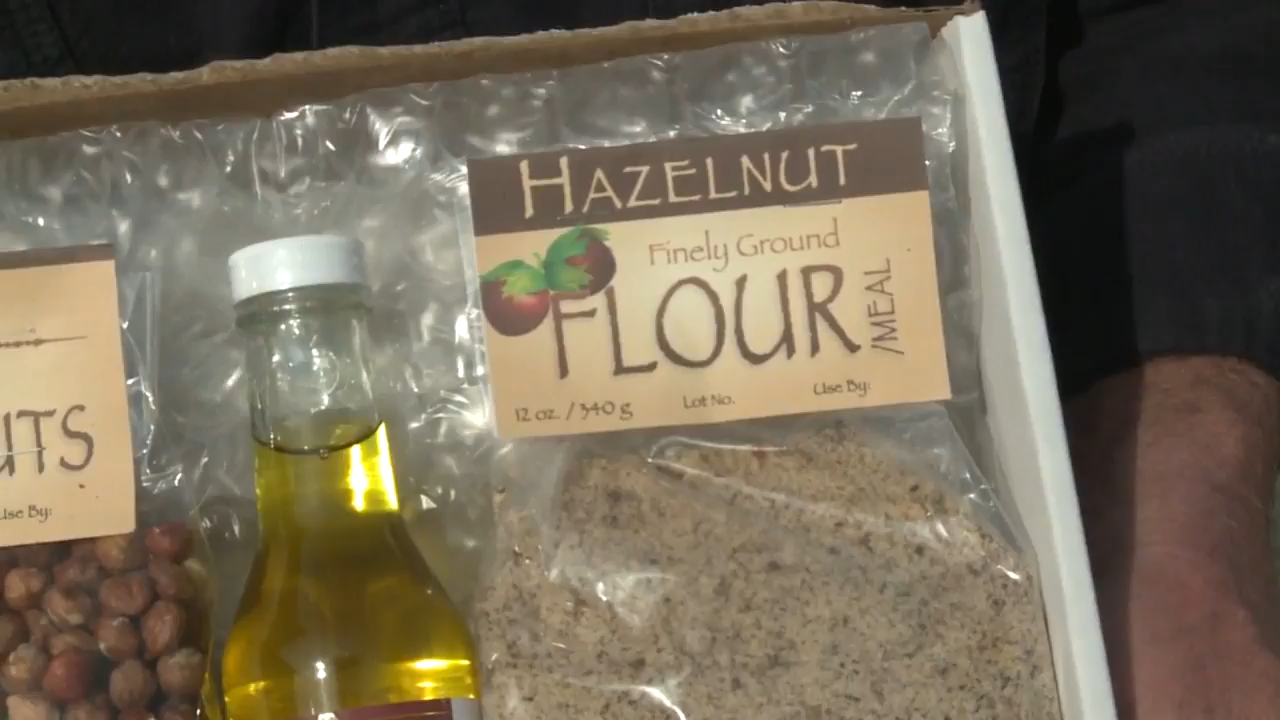 HAZELNUT
Finely Ground
FLOUR
/MEAL
12 oz. / 340 g
Lot No.
Use By:
UTS
Use By: